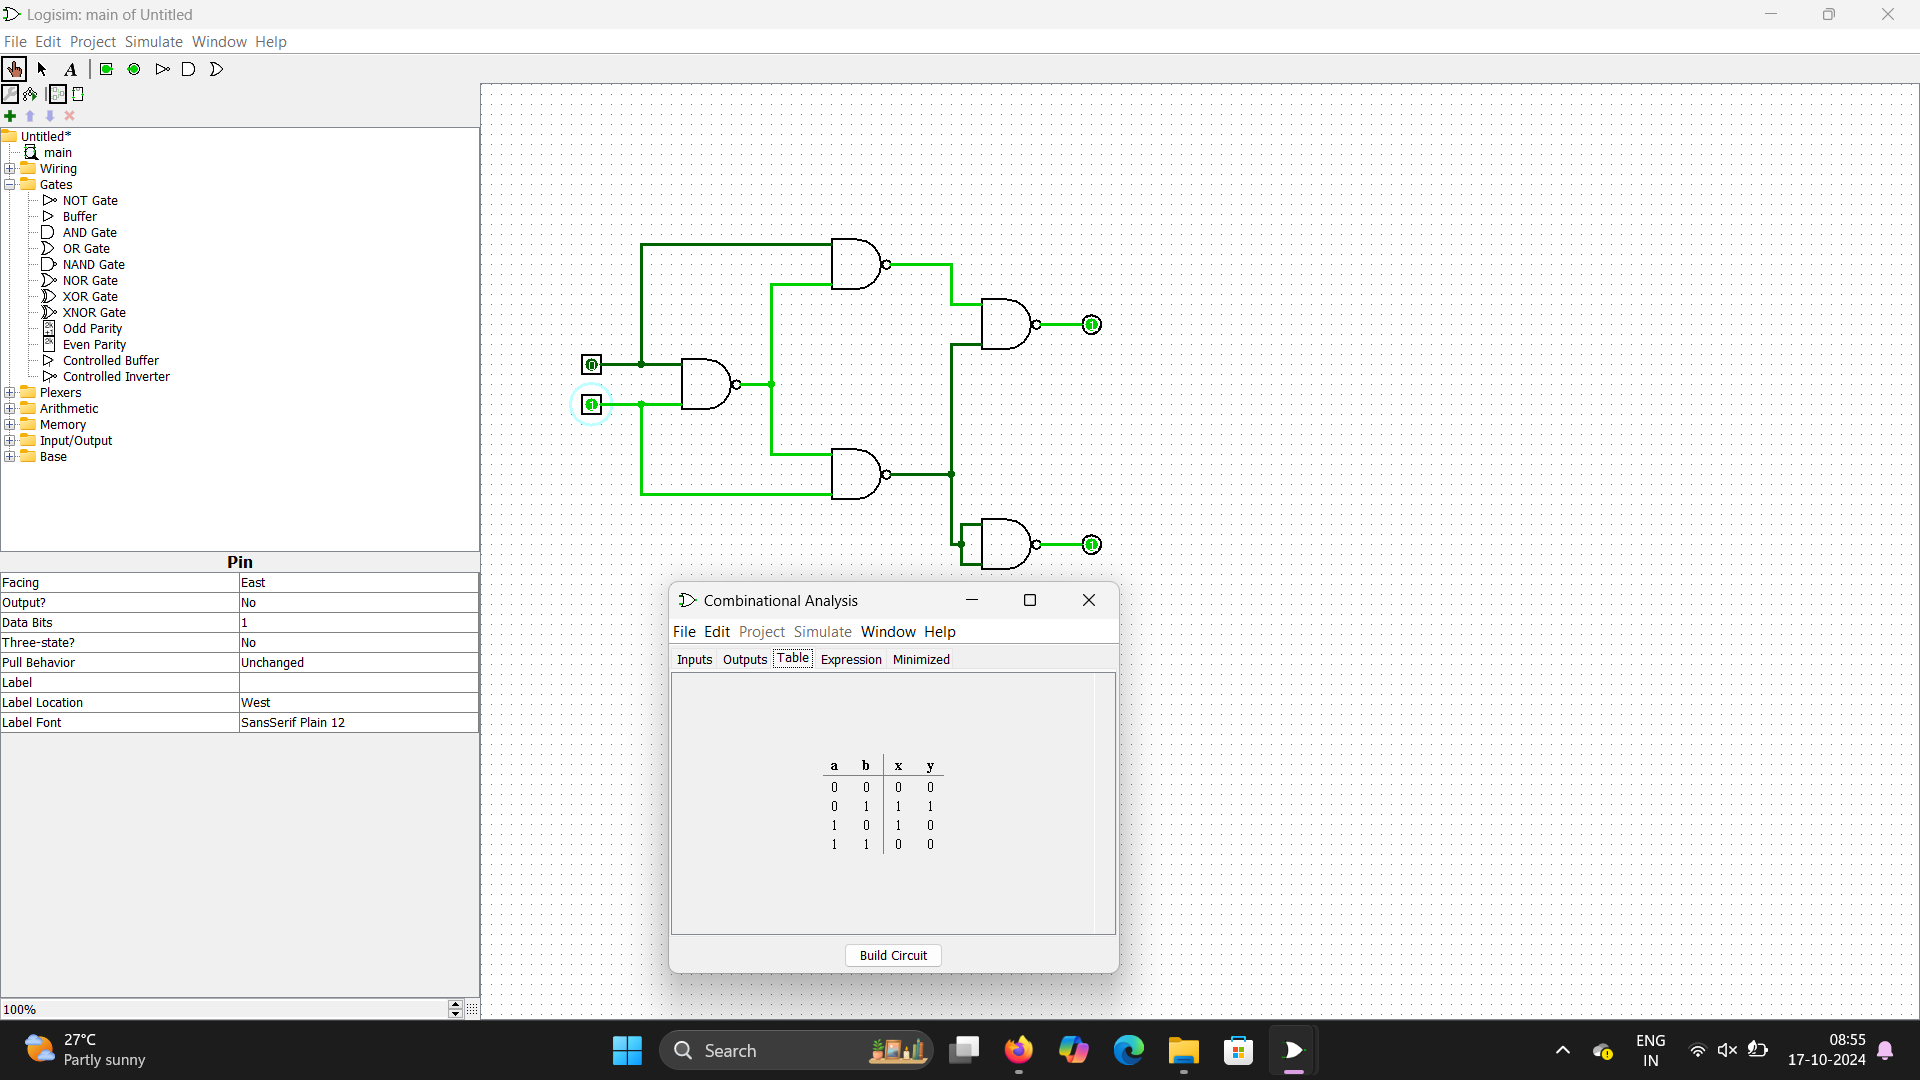 Logisim: main of Untitled
File Edit Project Simulate Window Help
A
Untitled*
main
Wiring
Gates
NOT Gate
Buffer
AND Gate
OR Gate
NAND Gate
NOR Gate
XOR Gate
XNOR Gate
Odd Parity
Even Parity
Controlled Buffer
Controlled Inverter
Plexers
Arithmetic
Memory
Input/Output
Base
Pin
Facing East
Output? No
Data Bits 1
Three-state? No
Pull Behavior Unchanged
Label
Label Location West
Label Font SansSerif Plain 12
100%
0
1
1
1
Combinational Analysis
File Edit Project Simulate Window Help
Inputs Outputs Table Expression Minimized
a b x y
0 0 0 0
0 1 1 1
1 0 1 0
1 1 0 0
Build Circuit
27°C
Partly sunny
Search
ENG
IN
08:55
17-10-2024